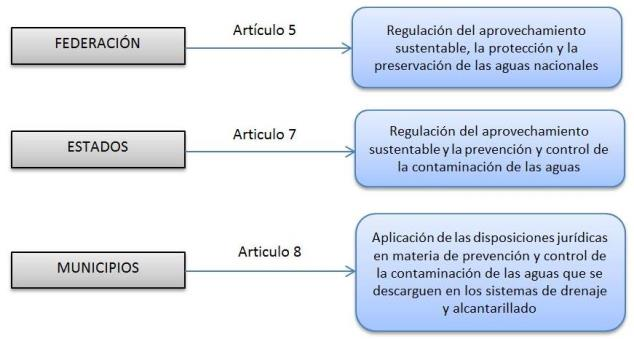 FEDERACIÓN
Artículo 5
Regulación del aprovechamiento
sustentable, la protección y la
preservación de las aguas nacionales
ESTADOS
Articulo 7
Regulación del aprovechamiento
sustentable y la prevención y control de
la contaminación de las aguas
MUNICIPIOS
Articulo 8
Aplicación de las disposiciones jurídicas
en materia de prevención y control de
la contaminación de las aguas que se
descarguen en los sistemas de drenaje
y alcantarillado